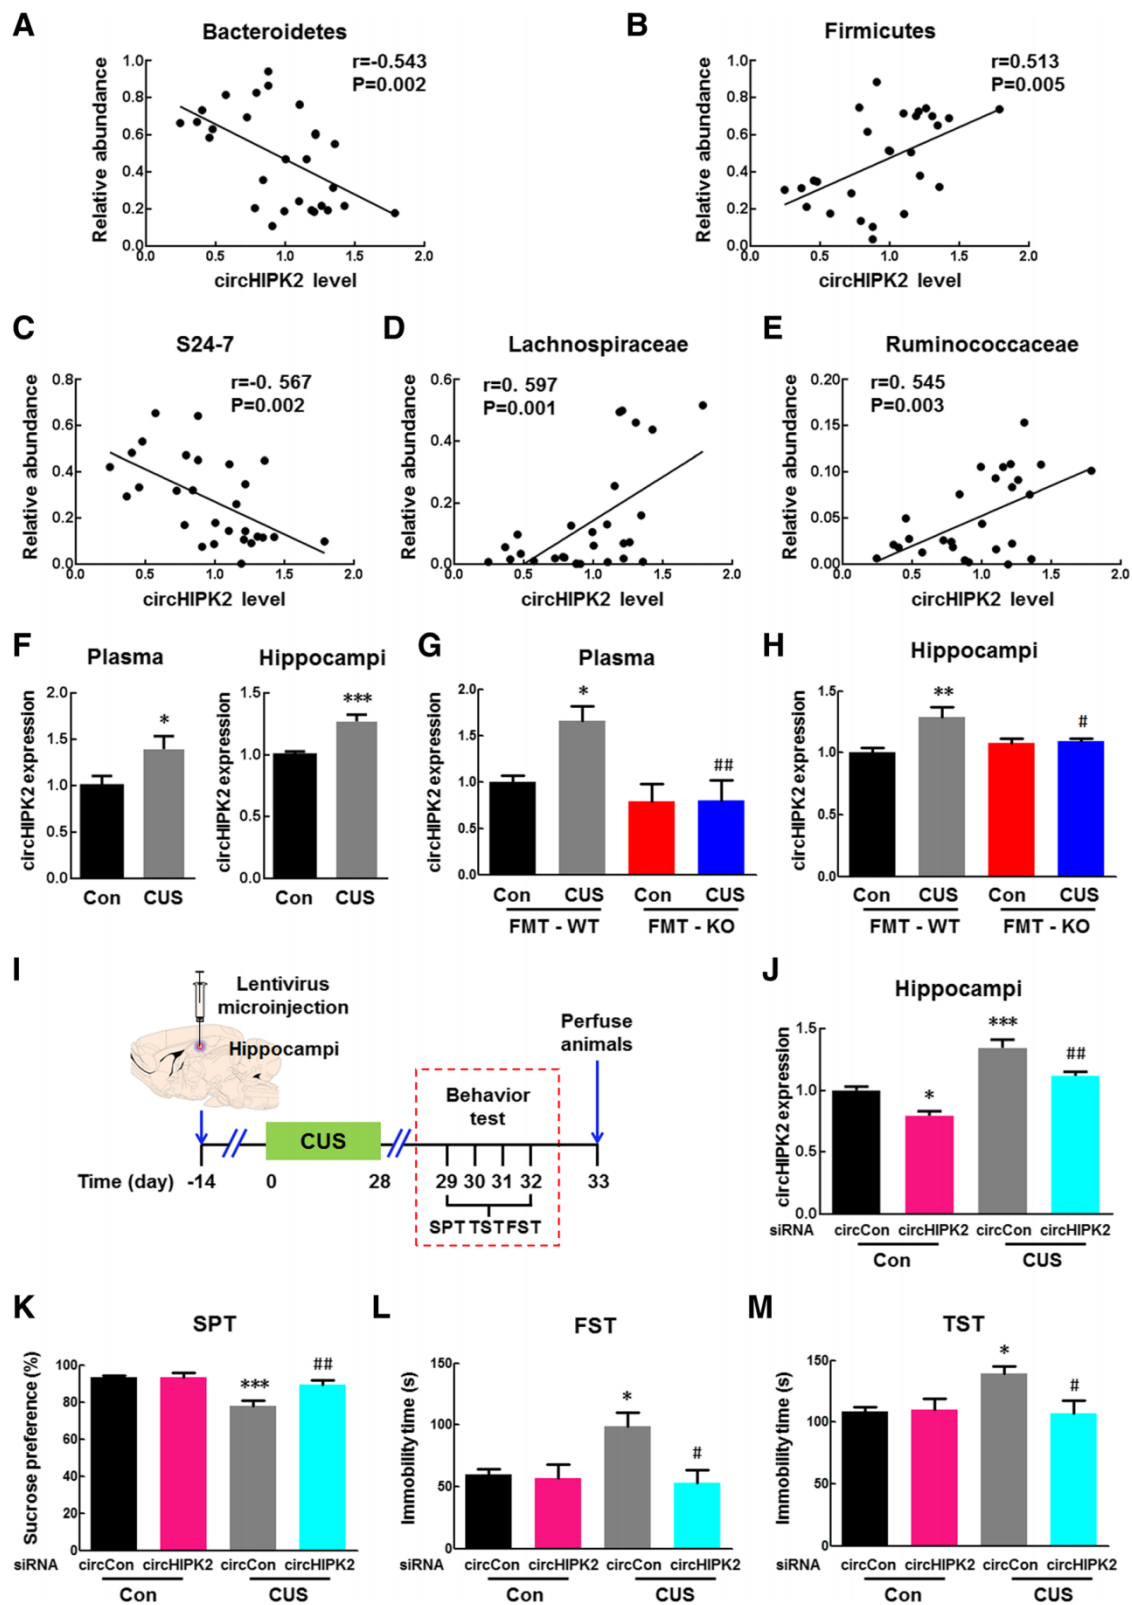 A
Bacteroidetes
r=-0.543
P=0.002
Relative abundance
1.0
0.8
0.6
0.4
0.2
0.0
0.0 0.5 1.0 1.5 2.0
circHIPK2 level
B
Firmicutes
r=0.513
P=0.005
Relative abundance
1.0
0.8
0.6
0.4
0.2
0.0
0.0 0.5 1.0 1.5 2.0
circHIPK2 level
C
S24-7
r=-0. 567
P=0.002
Relative abundance
0.8
0.6
0.4
0.2
0.0
0.0 0.5 1.0 1.5 2.0
circHIPK2 level
D
Lachnospiraceae
r=0. 597
P=0.001
Relative abundance
0.6
0.4
0.2
0.0
0.0 0.5 1.0 1.5 2.0
circHIPK2 level
E
Ruminococcaceae
r=0. 545
P=0.003
Relative abundance
0.20
0.15
0.10
0.05
0.00
0.0 0.5 1.0 1.5 2.0
circHIPK2 level
F
Plasma
circHIPK2 expression
2.0
1.5
1.0
0.5
0.0
*
Con CUS
Hippocampi
circHIPK2 expression
1.5
1.0
0.5
0.0
***
Con CUS
G
Plasma
circHIPK2 expression
2.0
1.5
1.0
0.5
0.0
* ##
Con CUS Con CUS
FMT - WT FMT - KO
H
Hippocampi
circHIPK2 expression
1.5
1.0
0.5
0.0
** #
Con CUS Con CUS
FMT - WT FMT - KO
I
Lentivirus
microinjection
Hippocampi
Perfuse
animals
Behavior
test
CUS
Time (day) -14 0 28 29 30 31 32 33
SPT TST FST
J
Hippocampi
circHIPK2 expression
1.5
1.0
0.5
0.0
* *** ##
siRNA circCon circHIPK2 circCon circHIPK2
Con CUS
K
SPT
Sucrose preference (%)
100
80
60
40
20
0
*** ##
siRNA circCon circHIPK2 circCon circHIPK2
Con CUS
L
FST
Immobility time (s)
150
100
50
0
* #
siRNA circCon circHIPK2 circCon circHIPK2
Con CUS
M
TST
Immobility time (s)
150
100
50
0
* #
siRNA circCon circHIPK2 circCon circHIPK2
Con CUS